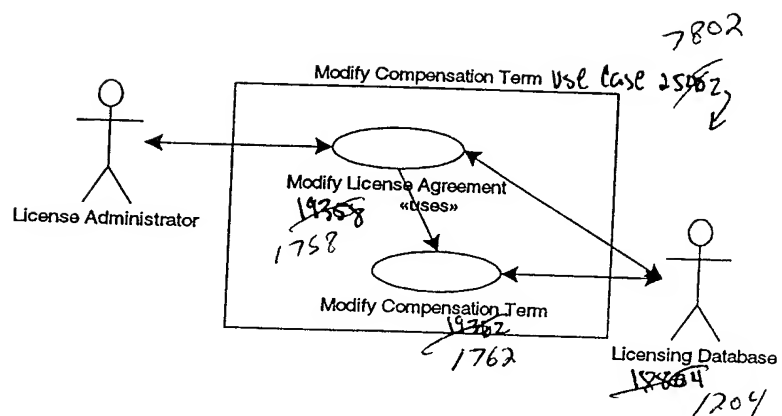 7802
Modify Compensation Term Use Case
License Administrator
Modify License Agreement
«uses»
1758
Modify Compensation Term
19362
1762
Licensing Database
1204